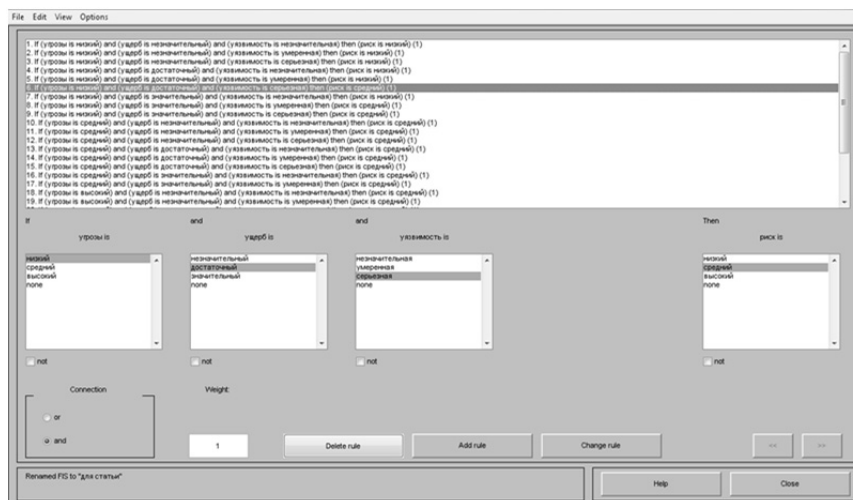 File Edit View Options
1. If (угрозы is низкий) and (ущерб is незначительный) and (уязвимость is незначительная) then (риск is низкий) (1)
2. If (угрозы is низкий) and (ущерб is незначительный) and (уязвимость is умеренная) then (риск is низкий) (1)
3. If (угрозы is низкий) and (ущерб is незначительный) and (уязвимость is серьезная) then (риск is низкий) (1)
4. If (угрозы is низкий) and (ущерб is достаточный) and (уязвимость is незначительная) then (риск is низкий) (1)
5. If (угрозы is низкий) and (ущерб is достаточный) and (уязвимость is умеренная) then (риск is низкий) (1)
6. If (угрозы is низкий) and (ущерб is достаточный) and (уязвимость is серьезная) then (риск is средний) (1)
7. If (угрозы is низкий) and (ущерб is значительный) and (уязвимость is незначительная) then (риск is низкий) (1)
8. If (угрозы is низкий) and (ущерб is значительный) and (уязвимость is умеренная) then (риск is средний) (1)
9. If (угрозы is низкий) and (ущерб is значительный) and (уязвимость is серьезная) then (риск is средний) (1)
10. If (угрозы is средний) and (ущерб is незначительный) and (уязвимость is незначительная) then (риск is средний) (1)
11. If (угрозы is средний) and (ущерб is незначительный) and (уязвимость is умеренная) then (риск is средний) (1)
12. If (угрозы is средний) and (ущерб is незначительный) and (уязвимость is серьезная) then (риск is средний) (1)
13. If (угрозы is средний) and (ущерб is достаточный) and (уязвимость is незначительная) then (риск is средний) (1)
14. If (угрозы is средний) and (ущерб is достаточный) and (уязвимость is умеренная) then (риск is средний) (1)
15. If (угрозы is средний) and (ущерб is достаточный) and (уязвимость is серьезная) then (риск is средний) (1)
16. If (угрозы is средний) and (ущерб is значительный) and (уязвимость is незначительная) then (риск is средний) (1)
17. If (угрозы is средний) and (ущерб is значительный) and (уязвимость is умеренная) then (риск is средний) (1)
18. If (угрозы is высокий) and (ущерб is незначительный) and (уязвимость is незначительная) then (риск is средний) (1)
19. If (угрозы is высокий) and (ущерб is незначительный) and (уязвимость is умеренная) then (риск is средний) (1)
If and and Then
угрозы is ущерб is уязвимость is риск is
низкий
средний
высокий
none
незначительный
достаточный
значительный
none
незначительная
умеренная
серьезная
none
низкий
средний
высокий
none
not not not not
Connection Weight:
or
and 1 Delete rule Add rule Change rule << >>
Renamed FIS to "для статьи" Help Close